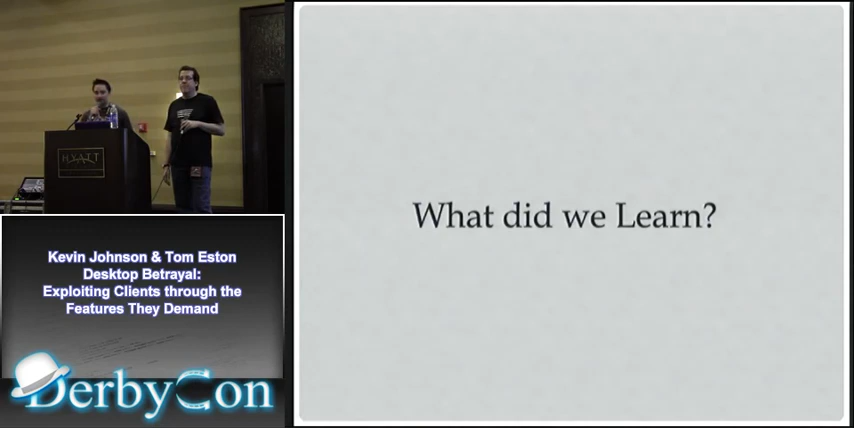 HYATT
What did we Learn?
Kevin Johnson & Tom Eston
Desktop Betrayal:
Exploiting Clients through the
Features They Demand
DerbyCon